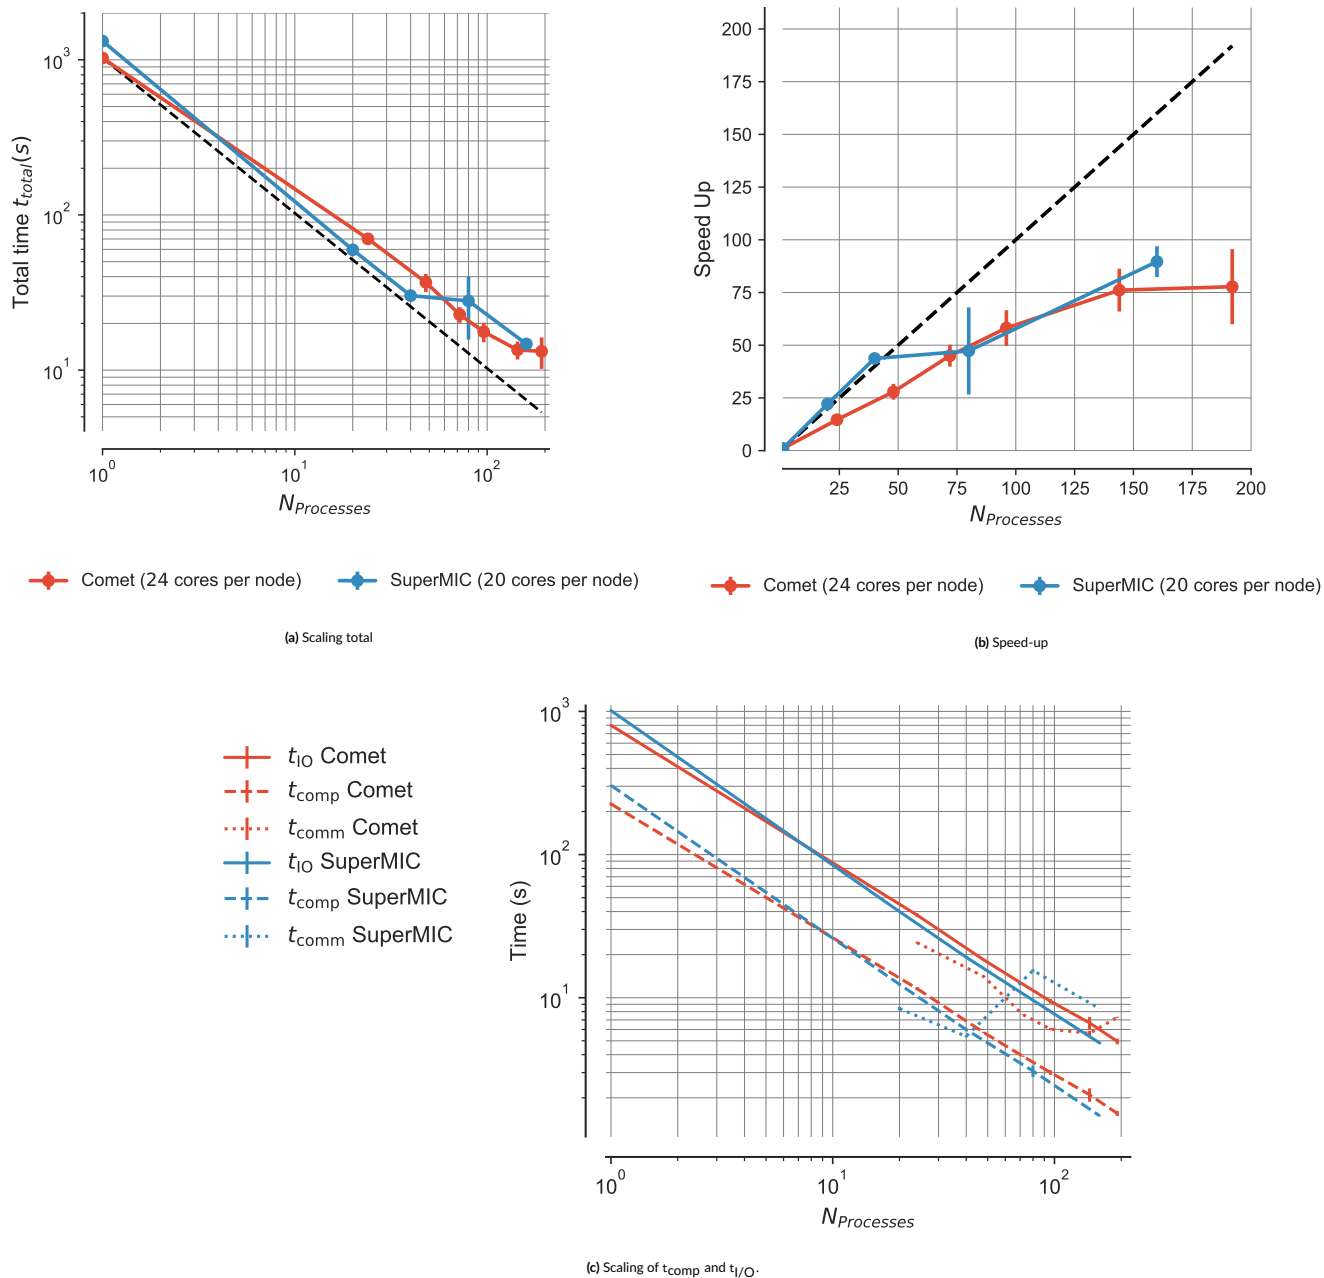 10^3
10^2
10^1
Total time t_total(s)
10^0 10^1 10^2
N_Processes
Comet (24 cores per node) SuperMIC (20 cores per node)
(a) Scaling total
200
175
150
125
100
75
50
25
0
Speed Up
25 50 75 100 125 150 175 200
N_Processes
Comet (24 cores per node) SuperMIC (20 cores per node)
(b) Speed-up
t_IO Comet
t_comp Comet
t_comm Comet
t_IO SuperMIC
t_comp SuperMIC
t_comm SuperMIC
10^3
10^2
10^1
Time (s)
10^0 10^1 10^2
N_Processes
(c) Scaling of t_comp and t_I/O.